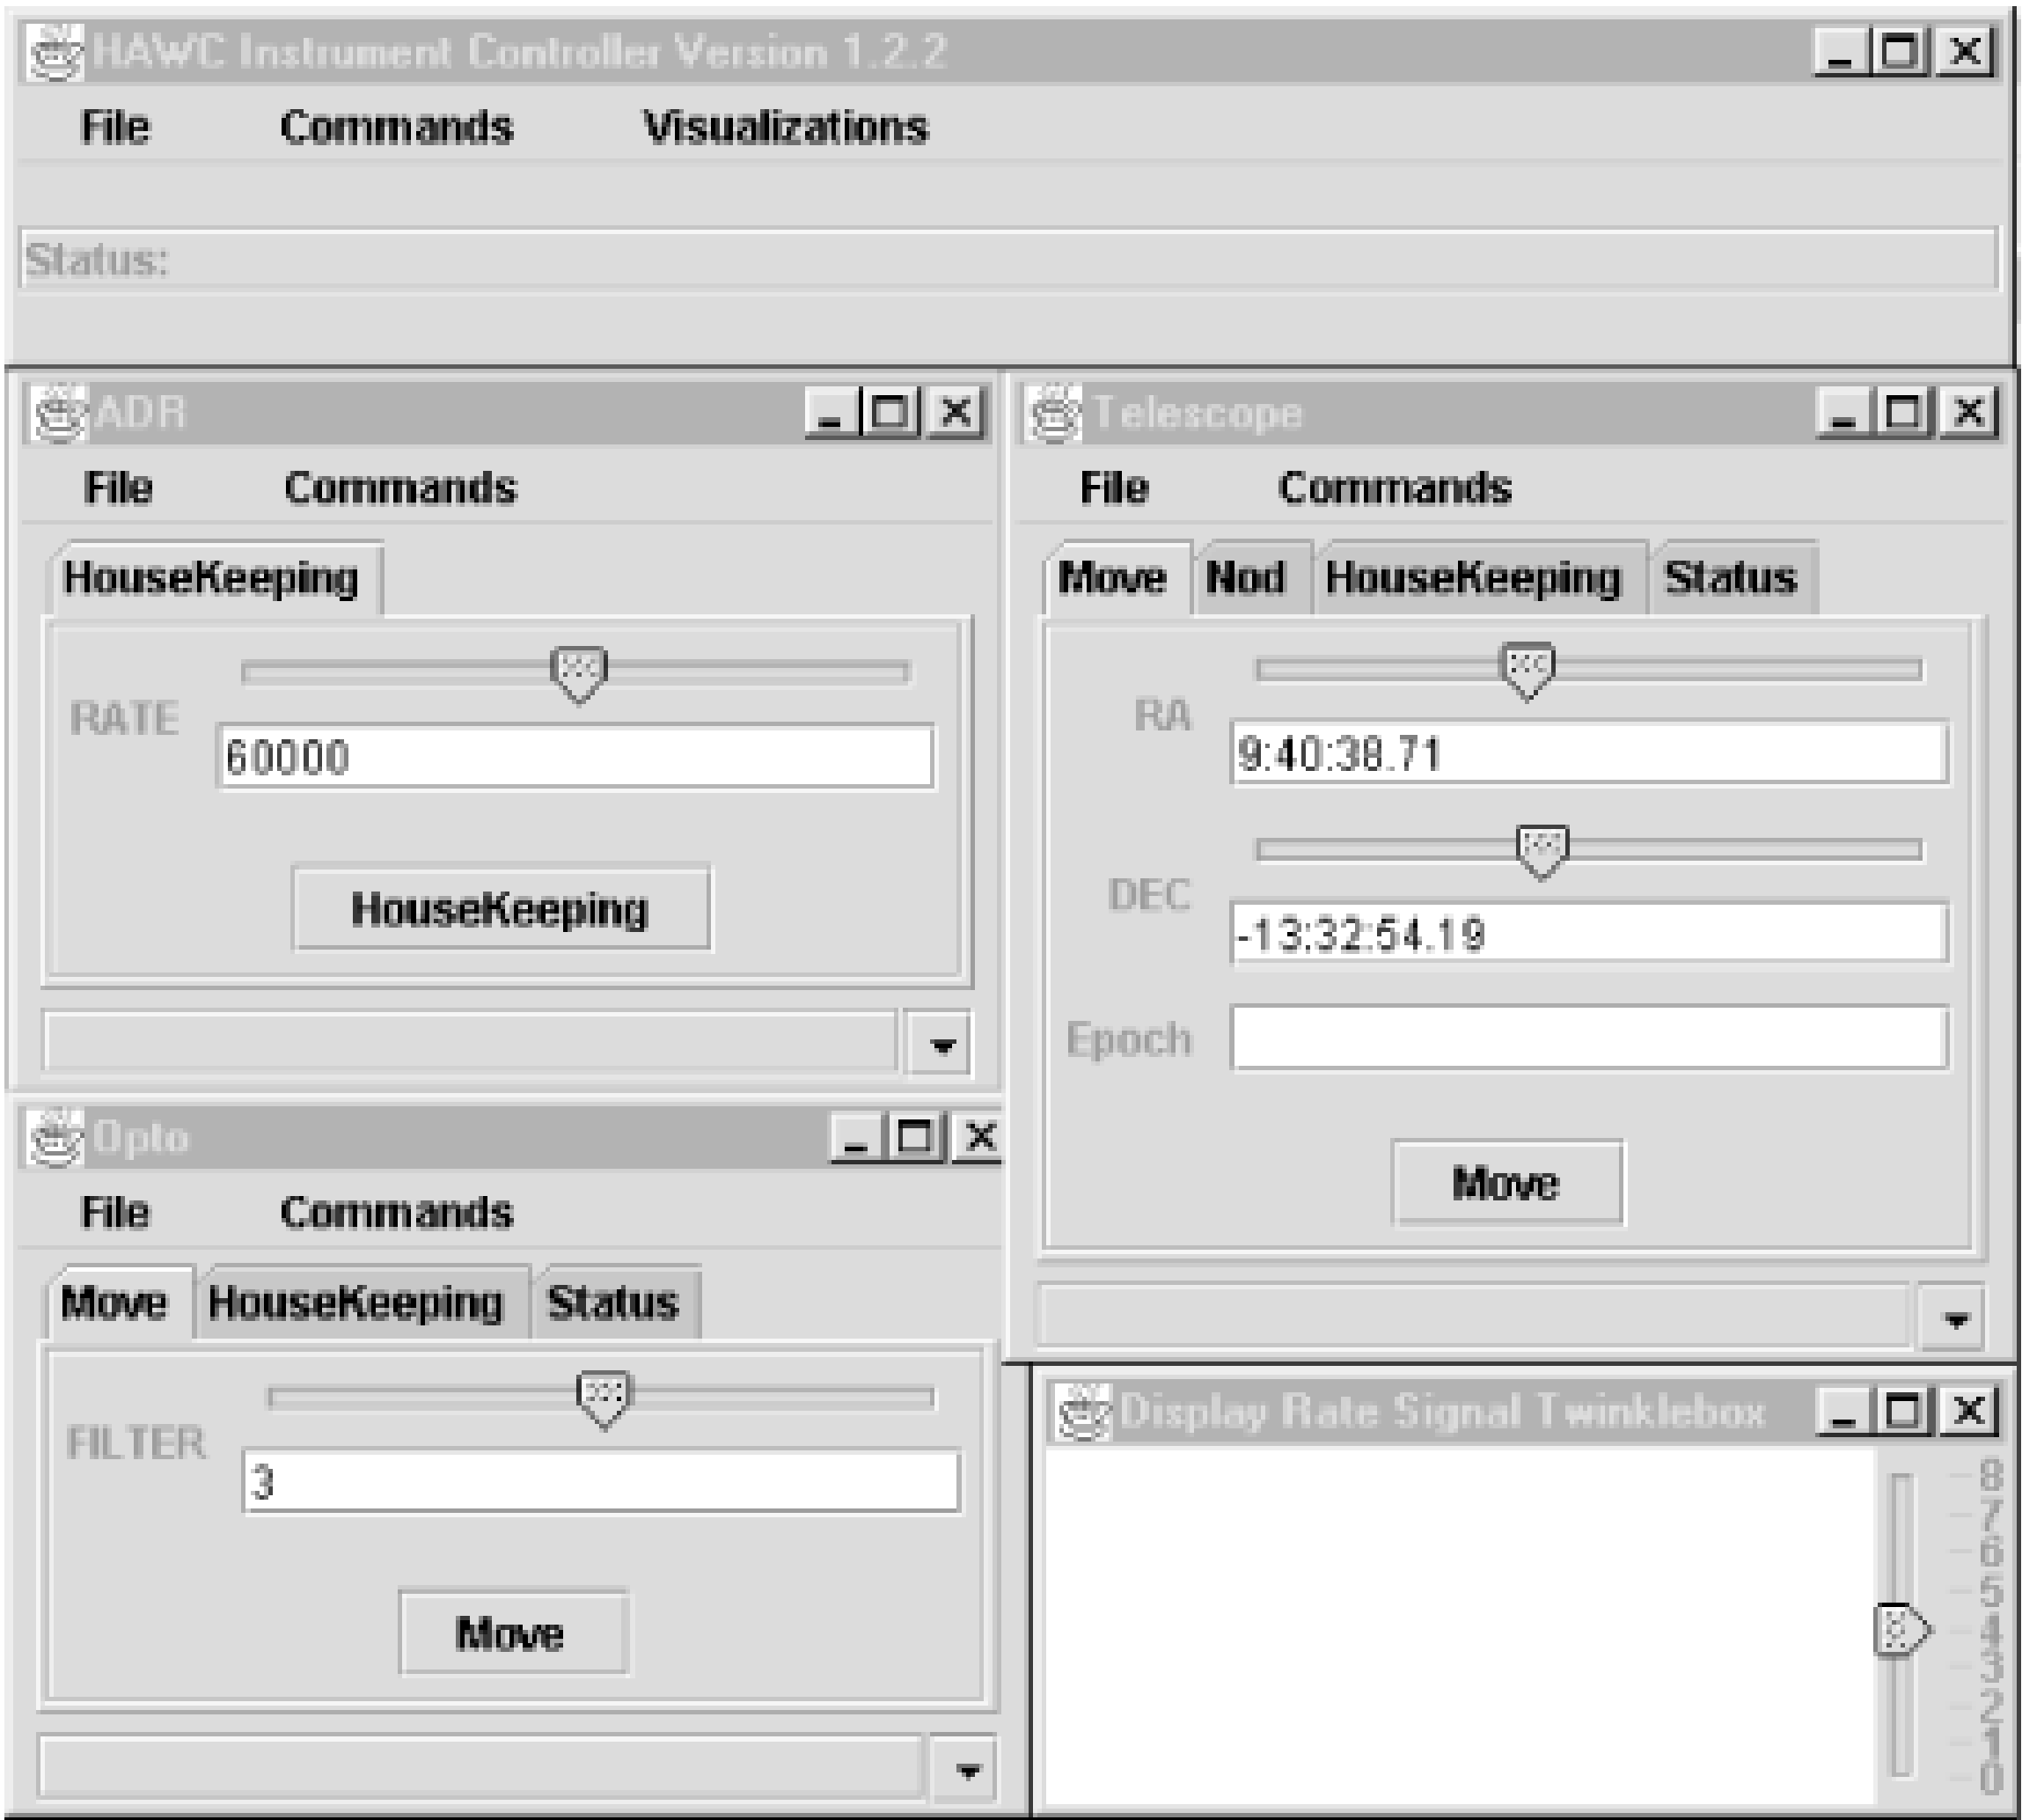 HAWC Instrument Controller Version 1.2.2
File Commands Visualizations
Status:
ADR
File Commands
HouseKeeping
RATE
60000
HouseKeeping
Telescope
File Commands
Move Nod HouseKeeping Status
RA
9:40:38.71
DEC
-13:32:54.19
Epoch
Move
Opto
File Commands
Move HouseKeeping Status
FILTER
3
Move
Display Rate Signal Twinklebox
8
7
6
5
4
3
2
1
0